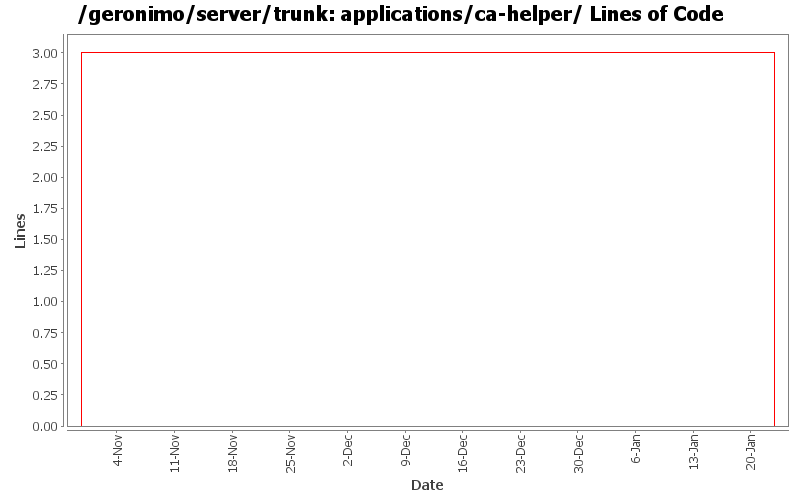 /geronimo/server/trunk: applications/ca-helper/ Lines of Code
3.00
2.75
2.50
2.25
2.00
1.75
1.50
1.25
1.00
0.75
0.50
0.25
0.00
Lines
4-Nov
11-Nov
18-Nov
25-Nov
2-Dec
9-Dec
16-Dec
23-Dec
30-Dec
6-Jan
13-Jan
20-Jan
Date